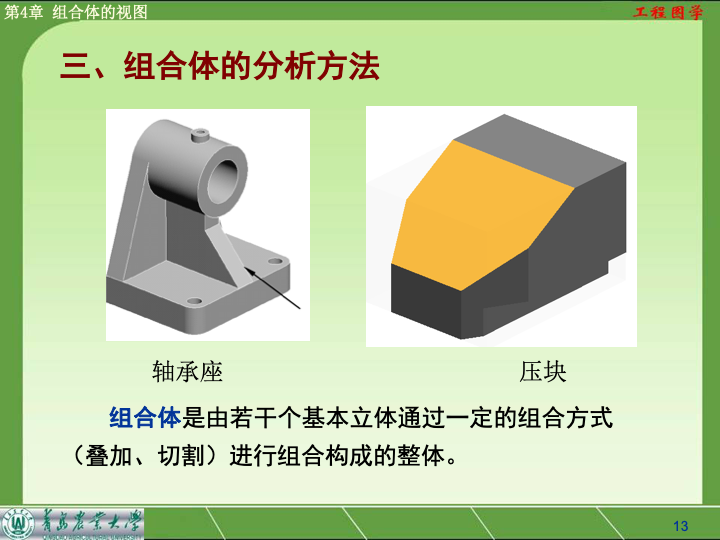 第4章 组合体的视图
工程图学
三、组合体的分析方法
轴承座
压块
组合体是由若干个基本立体通过一定的组合方式
（叠加、切割）进行组合构成的整体。
青岛农业大学
QINGDAO AGRICULTURAL UNIVERSITY
13